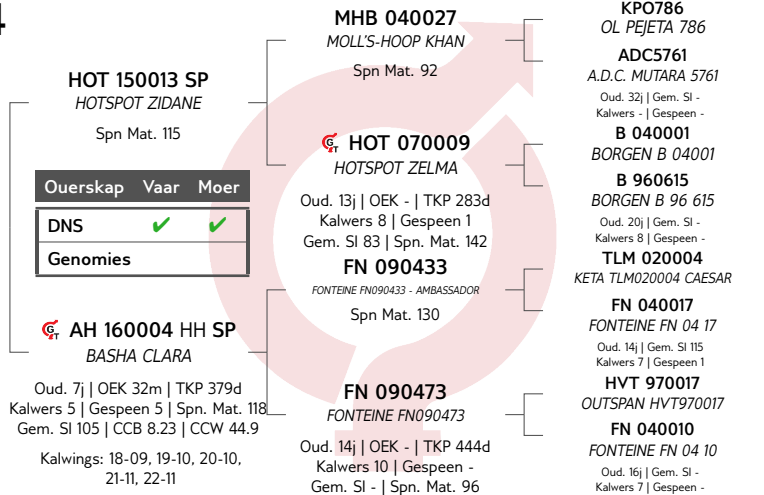 4
HOT 150013 SP
HOTSPOT ZIDANE
Spn Mat. 115
Ouerskap Vaar Moer
DNS ✔ ✔
Genomies
GT AH 160004 HH SP
BASHA CLARA
Oud. 7j | OEK 32m | TKP 379d
Kalwers 5 | Gespeen 5 | Spn. Mat. 118
Gem. SI 105 | CCB 8.23 | CCW 44.9
Kalwings: 18-09, 19-10, 20-10,
21-11, 22-11
MHB 040027
MOLL'S-HOOP KHAN
Spn Mat. 92
GT HOT 070009
HOTSPOT ZELMA
Oud. 13j | OEK - | TKP 283d
Kalwers 8 | Gespeen 1
Gem. SI 83 | Spn. Mat. 142
FN 090433
FONTEINE FN090433 - AMBASSADOR
Spn Mat. 130
FN 090473
FONTEINE FN090473
Oud. 14j | OEK - | TKP 444d
Kalwers 10 | Gespeen -
Gem. SI - | Spn. Mat. 96
KPO786
OL PEJETA 786
ADC5761
A.D.C. MUTARA 5761
Oud. 32j | Gem. SI -
Kalwers - | Gespeen -
B 040001
BORGEN B 04001
B 960615
BORGEN B 96 615
Oud. 20j | Gem. SI -
Kalwers 8 | Gespeen -
TLM 020004
KETA TLM020004 CAESAR
FN 040017
FONTEINE FN 04 17
Oud. 14j | Gem. SI 115
Kalwers 7 | Gespeen 1
HVT 970017
OUTSPAN HVT970017
FN 040010
FONTEINE FN 04 10
Oud. 16j | Gem. SI -
Kalwers 7 | Gespeen -